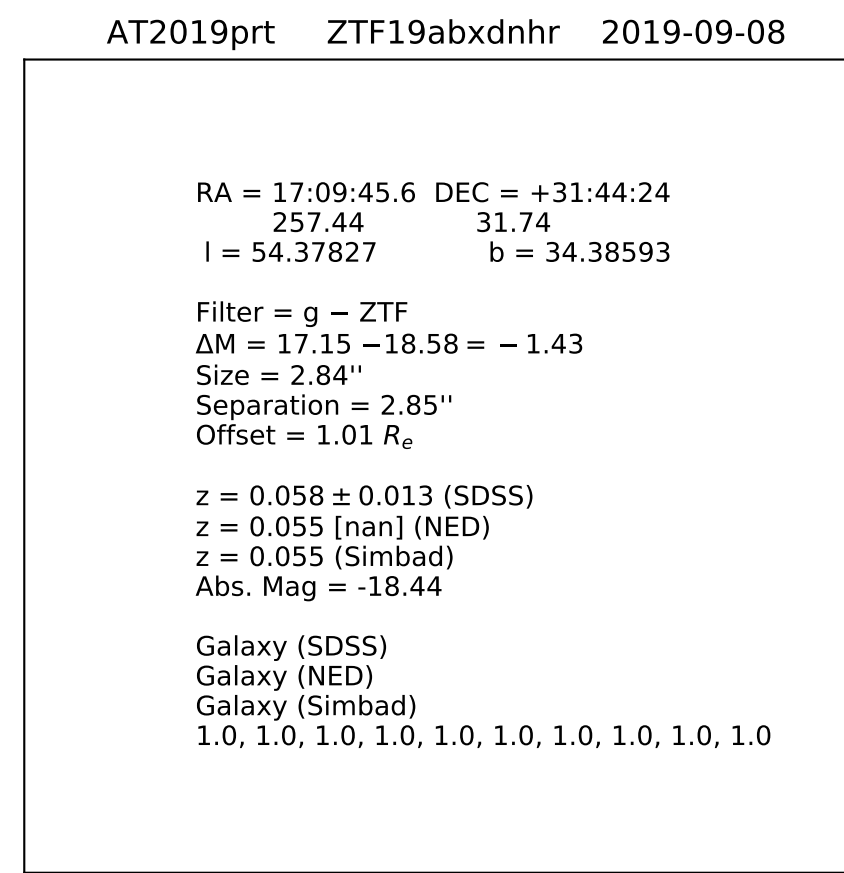 AT2019prt ZTF19abxdnhr 2019-09-08
RA = 17:09:45.6 DEC = +31:44:24
257.44 31.74
l = 54.37827 b = 34.38593
Filter = g − ZTF
ΔM = 17.15 −18.58 = − 1.43
Size = 2.84''
Separation = 2.85''
Offset = 1.01 Rₑ
z = 0.058 ± 0.013 (SDSS)
z = 0.055 [nan] (NED)
z = 0.055 (Simbad)
Abs. Mag = -18.44
Galaxy (SDSS)
Galaxy (NED)
Galaxy (Simbad)
1.0, 1.0, 1.0, 1.0, 1.0, 1.0, 1.0, 1.0, 1.0, 1.0